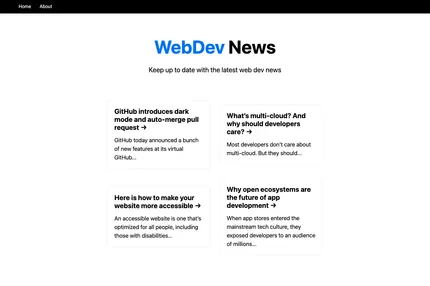 Home About
WebDev News
Keep up to date with the latest web dev news
GitHub introduces dark
mode and auto-merge pull
request →
GitHub today announced a bunch
of new features at its virtual
GitHub...
What's multi-cloud? And
why should developers
care? →
Most developers don't care about
multi-cloud. But they should...
Here is how to make your
website more accessible →
An accessible website is one that's
optimized for all people, including
those with disabilities...
Why open ecosystems are
the future of app
development →
When app stores entered the
mainstream tech culture, they
exposed developers to an audience
of millions...